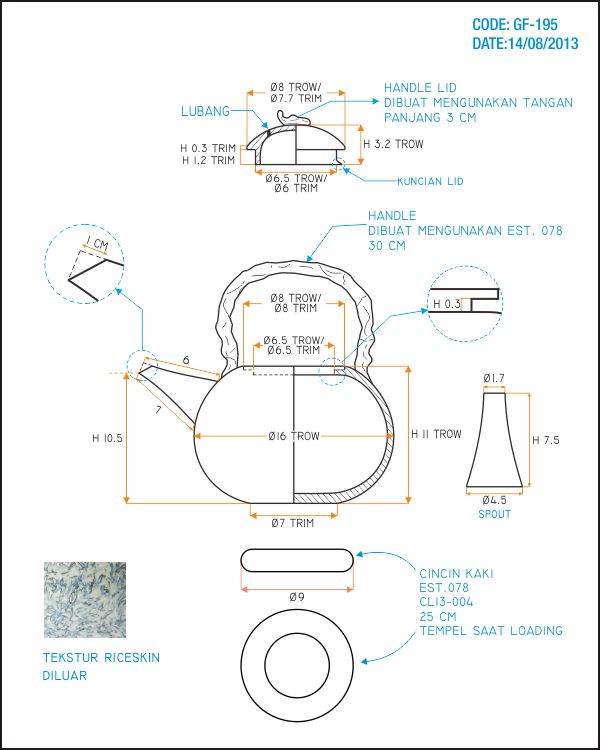 CODE: GF-195
DATE:14/08/2013
Ø8 TROW/
Ø7.7 TRIM
HANDLE LID
DIBUAT MENGUNAKAN TANGAN
PANJANG 3 CM
LUBANG
H 0.3 TRIM
H 1.2 TRIM
H 3.2 TROW
Ø6.5 TROW/
Ø6 TRIM
KUNCIAN LID
HANDLE
DIBUAT MENGUNAKAN EST. 078
30 CM
1 CM
Ø8 TROW/
Ø8 TRIM
H 0.3
Ø6.5 TROW/
Ø6.5 TRIM
6
7
H 10.5
Ø16 TROW
H 11 TROW
Ø7 TRIM
Ø1.7
H 7.5
Ø4.5
SPOUT
Ø9
CINCIN KAKI
EST.078
CL13-004
25 CM
TEMPEL SAAT LOADING
TEKSTUR RICESKIN
DILUAR